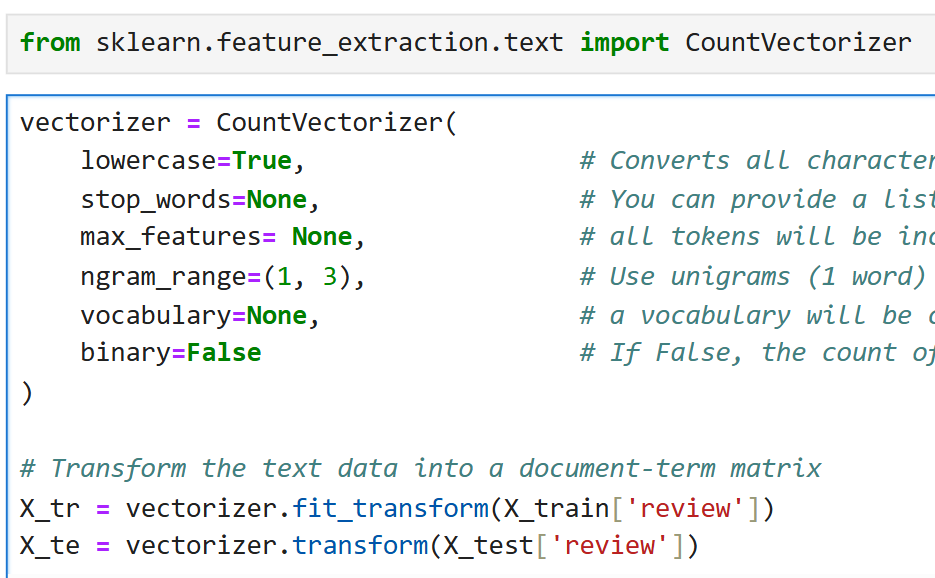 from sklearn.feature_extraction.text import CountVectorizer
vectorizer = CountVectorizer(
    lowercase=True,                  # Converts all character
    stop_words=None,                 # You can provide a list
    max_features= None,              # all tokens will be inc
    ngram_range=(1, 3),              # Use unigrams (1 word)
    vocabulary=None,                 # a vocabulary will be c
    binary=False                     # If False, the count of
)
# Transform the text data into a document-term matrix
X_tr = vectorizer.fit_transform(X_train['review'])
X_te = vectorizer.transform(X_test['review'])